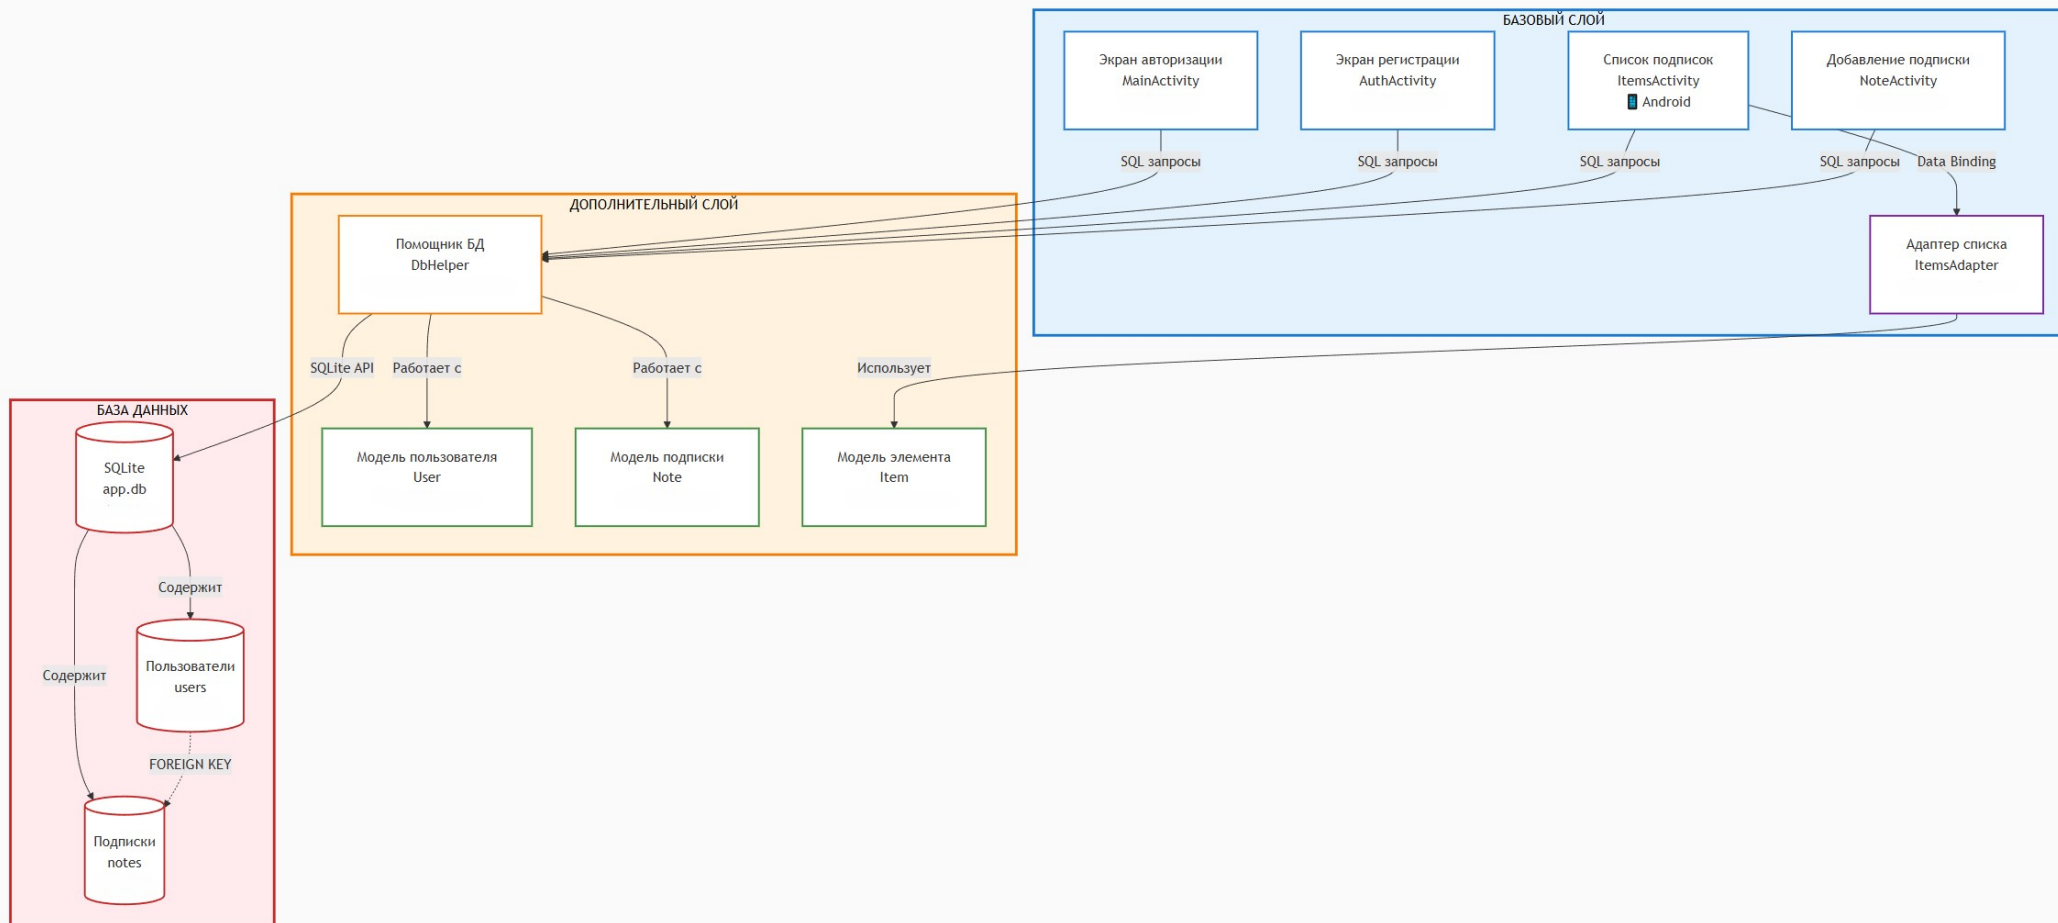 БАЗОВЫЙ СЛОЙ
Экран авторизации
MainActivity
Экран регистрации
AuthActivity
Список подписок
ItemsActivity
📱 Android
Добавление подписки
NoteActivity
SQL запросы
SQL запросы
SQL запросы
SQL запросы
Data Binding
Адаптер списка
ItemsAdapter
ДОПОЛНИТЕЛЬНЫЙ СЛОЙ
Помощник БД
DbHelper
SQLite API
Работает с
Работает с
Использует
Модель пользователя
User
Модель подписки
Note
Модель элемента
Item
БАЗА ДАННЫХ
SQLite
app.db
Содержит
Пользователи
users
Содержит
FOREIGN KEY
Подписки
notes